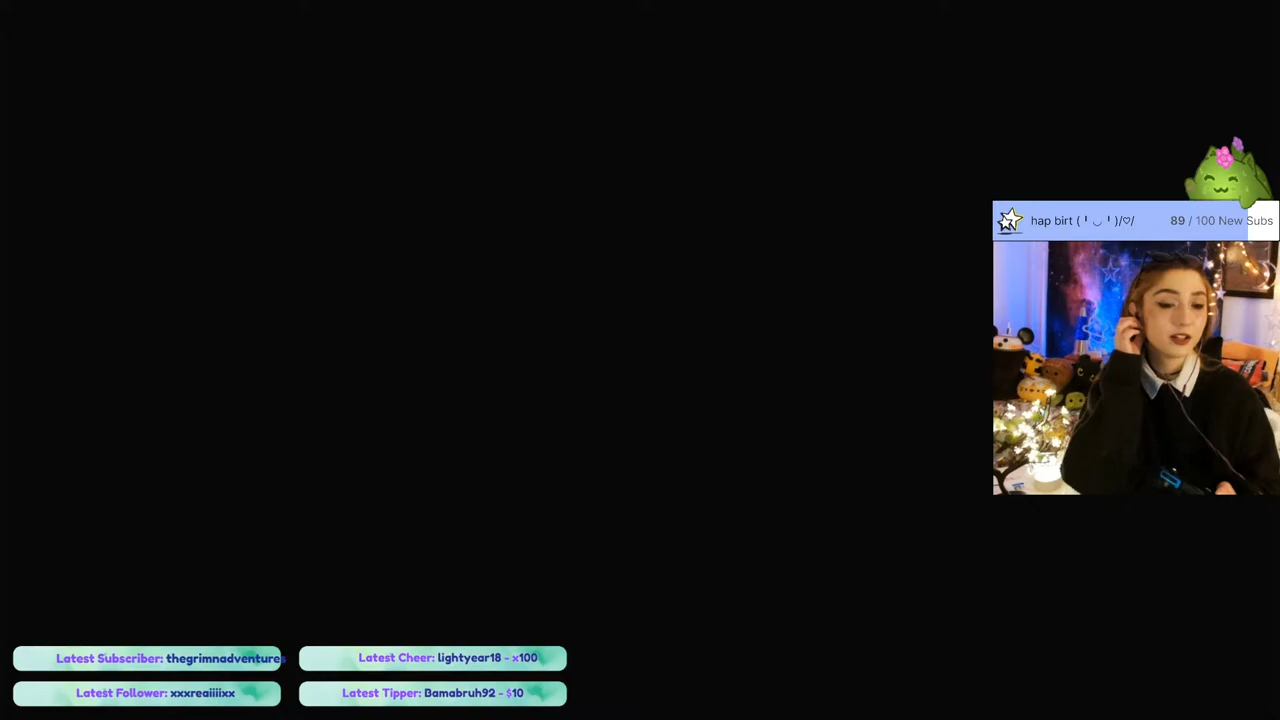 hap birt ( ╹ ◡ ╹ )/♡/ 89 / 100 New Subs
Latest Subscriber: thegrimnadventures
Latest Cheer: lightyear18 - x100
Latest Follower: xxxreaiiiixx
Latest Tipper: Bamabruh92 - $10